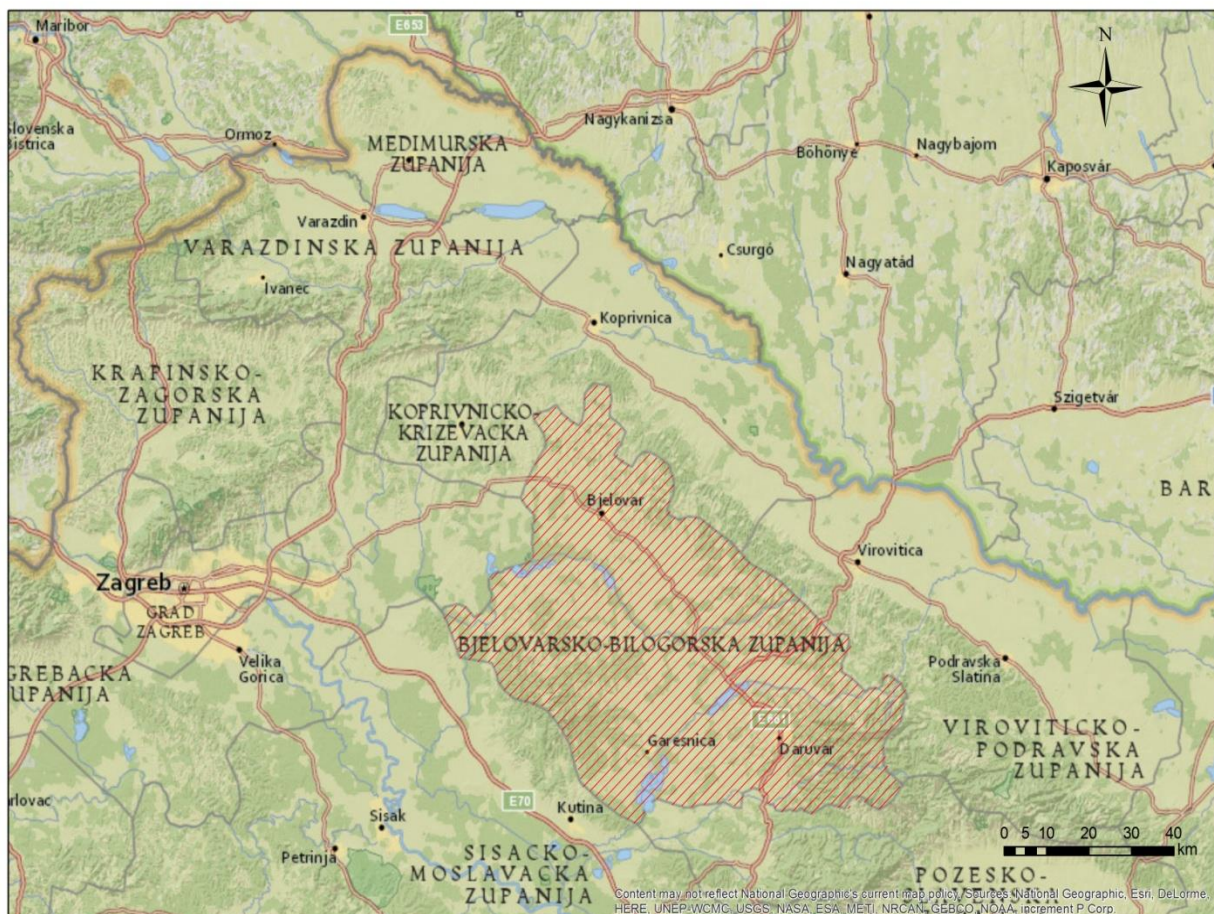 Maribor
E653
N
Slovenska
Bistrica
Ormoz
Nagykanizsa
MEDIMURSKA
ZUPANIJA
Böhönye
Nagybajom
Kaposvár
Varazdin
VARAZDINSKA ZUPANIJA
Csurgó
Nagyatád
Ivanec
Koprivnica
KRAPINSKO-
ZAGORSKA
ZUPANIJA
KOPRIVNICKO-
KRIZEVACKA
ZUPANIJA
Szigetvár
BAR
Bjelovar
Virovitica
Zagreb
GRAD
ZAGREB
BJELOVARSKO-BILOGORSKA ZUPANIJA
Velika
Gorica
Podravska
Slatina
GREBACKA
UPANIJA
E661
Garesnica
Daruvar
VIROVITICKO-
PODRAVSKA
ZUPANIJA
arlovac
E70
Kutina
Sisak
Petrinja
SISACKO-
MOSLAVACKA
ZUPANIJA
0 5 10 20 30 40
km
POZESKO-
Content may not reflect National Geographic's current map policy. Sources: National Geographic, Esri, DeLorme,
HERE, UNEP-WCMC, USGS, NASA, ESA, METI, NRCAN, GEBCO, NOAA, increment P Corp.